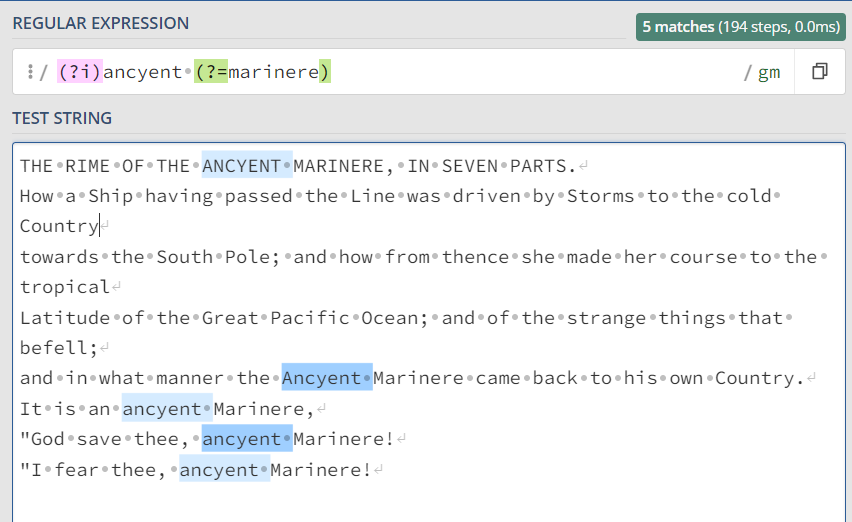 REGULAR EXPRESSION
5 matches (194 steps, 0.0ms)
/ (?i)ancyent (?=marinere) / gm
TEST STRING
THE RIME OF THE ANCYENT MARINERE, IN SEVEN PARTS.
How a Ship having passed the Line was driven by Storms to the cold
Country
towards the South Pole; and how from thence she made her course to the
tropical
Latitude of the Great Pacific Ocean; and of the strange things that
befell;
and in what manner the Ancyent Marinere came back to his own Country.
It is an ancyent Marinere,
"God save thee, ancyent Marinere!
"I fear thee, ancyent Marinere!